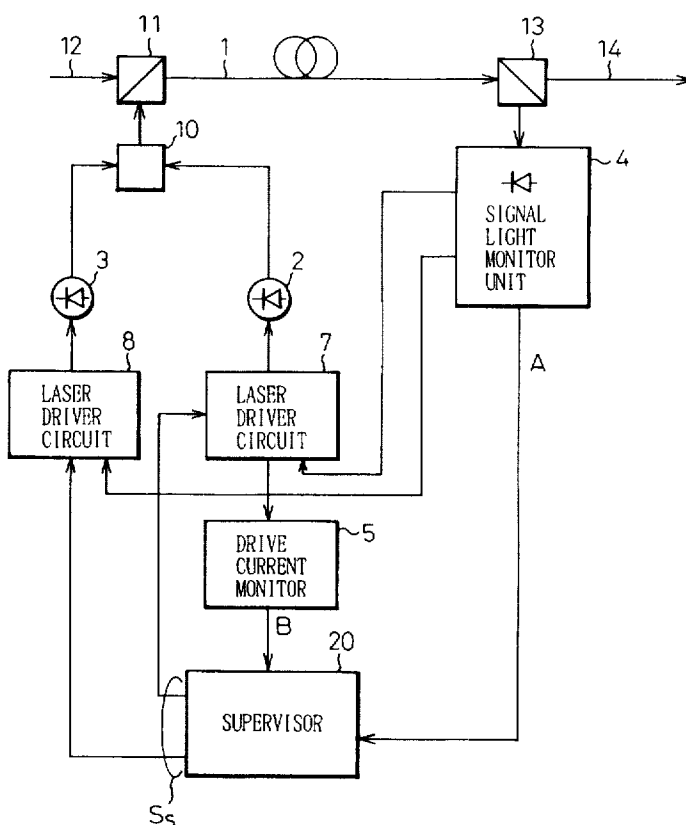 12
11
1
13
14
10
4
SIGNAL
LIGHT
MONITOR
UNIT
3
2
8
7
A
LASER
DRIVER
CIRCUIT
LASER
DRIVER
CIRCUIT
5
DRIVE
CURRENT
MONITOR
B
20
SUPERVISOR
Ss